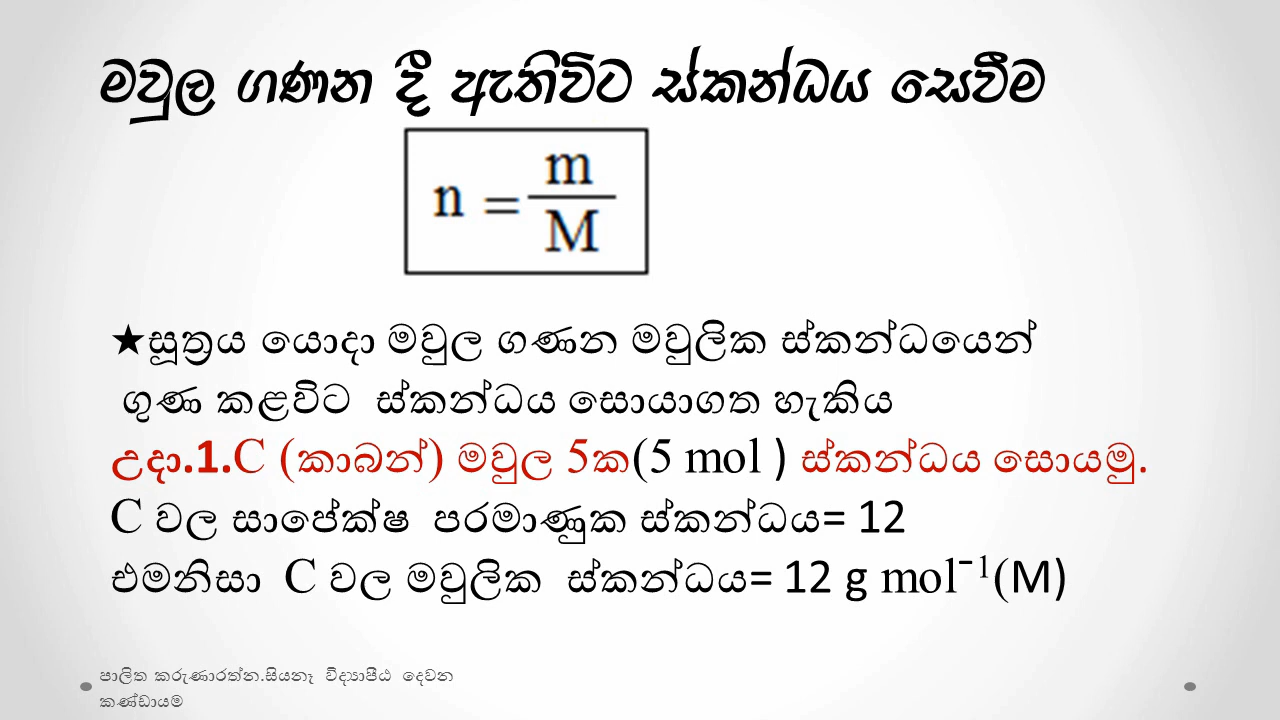 මවුල ගණන දී ඇතිවිට ස්කන්ධය සෙවීම
n = m/M
★සූත්‍රය යොදා මවුල ගණන මවුලික ස්කන්ධයෙන්
ගුණ කළවිට ස්කන්ධය සොයාගත හැකිය
උදා.1.C (කාබන්) මවුල 5ක(5 mol ) ස්කන්ධය සොයමු.
C වල සාපේක්ෂ පරමාණුක ස්කන්ධය= 12
එමනිසා C වල මවුලික ස්කන්ධය= 12 g mol⁻¹(M)
පාලිත කරුණාරත්න.සියනෑ විද්‍යාපීඨ දෙවන
කණ්ඩායම